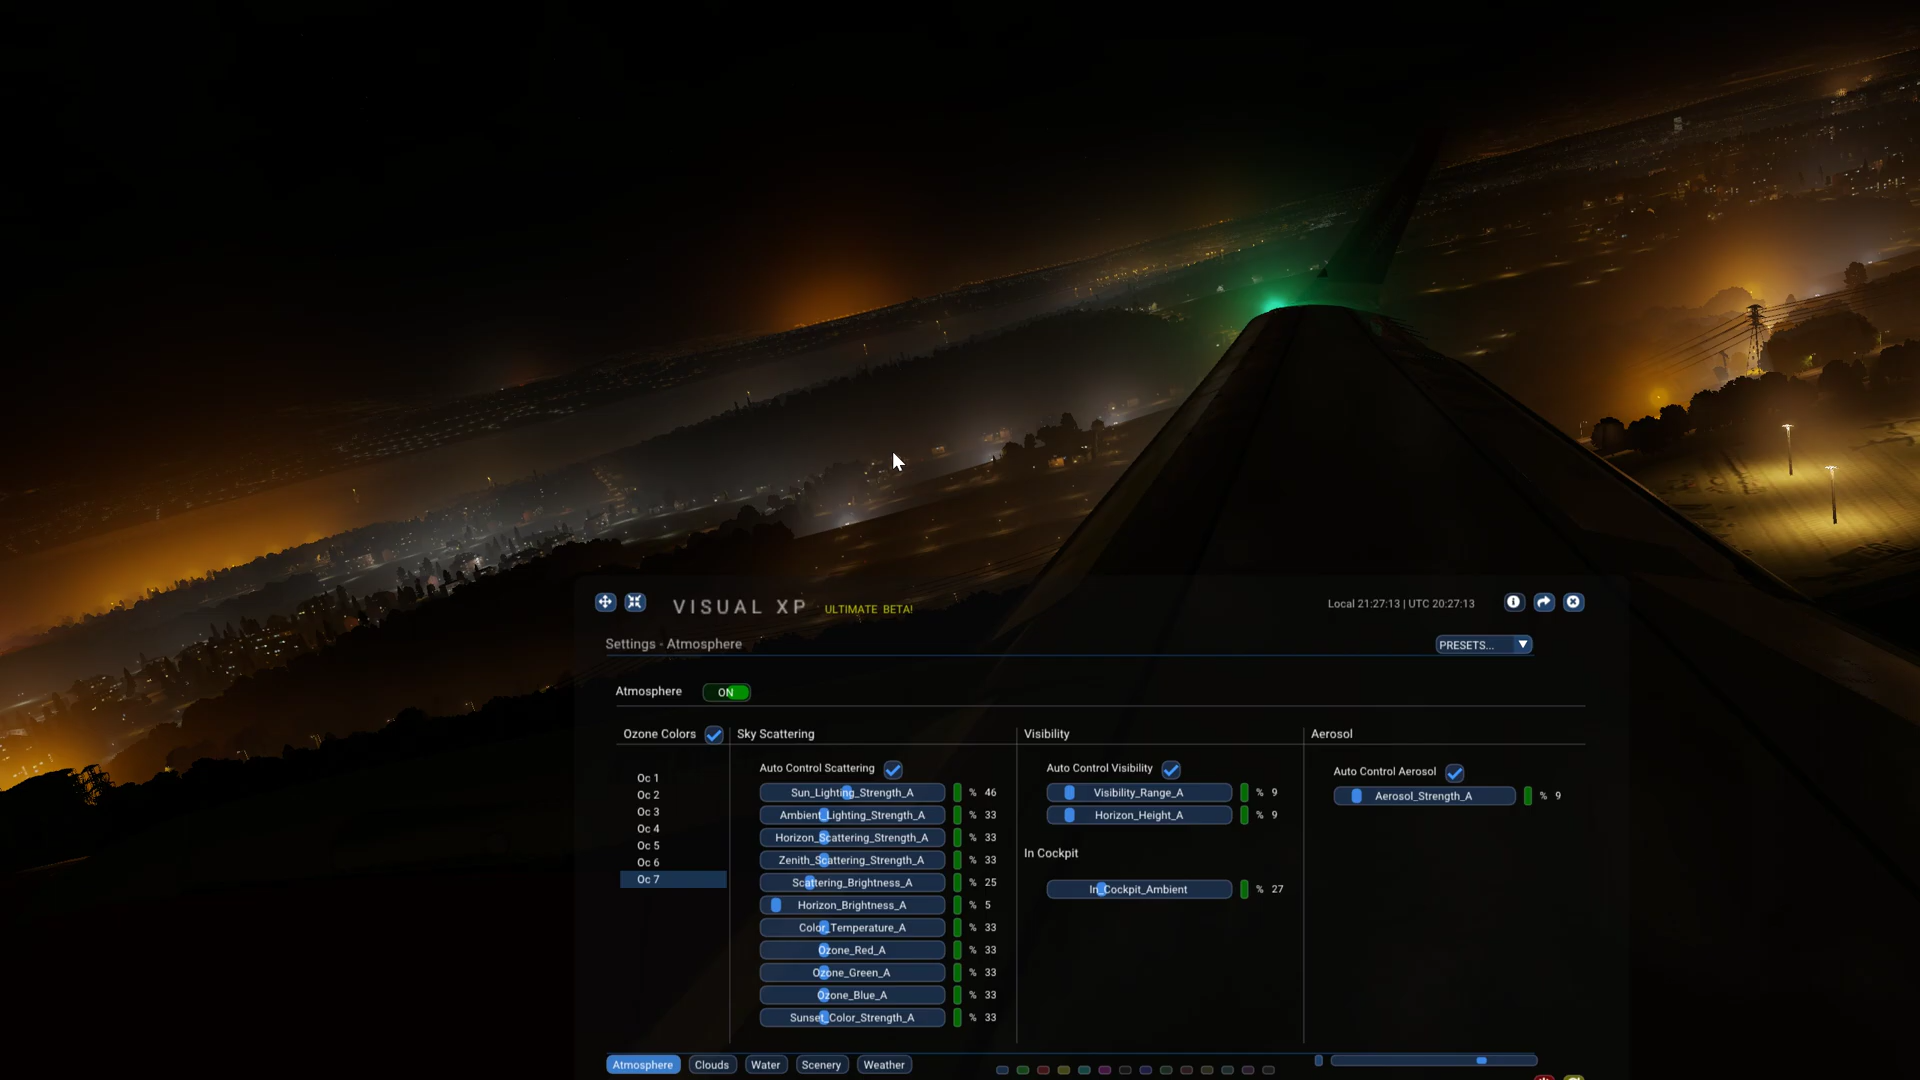 VISUAL XP ULTIMATE BETA! Local 21:27:13 | UTC 20:27:13
Settings - Atmosphere PRESETS...
Atmosphere ON
Ozone Colors
Oc 1
Oc 2
Oc 3
Oc 4
Oc 5
Oc 6
Oc 7
Sky Scattering
Auto Control Scattering
Sun_Lighting_Strength_A % 46
Ambient_Lighting_Strength_A % 33
Horizon_Scattering_Strength_A % 33
Zenith_Scattering_Strength_A % 33
Scattering_Brightness_A % 25
Horizon_Brightness_A % 5
Color_Temperature_A % 33
Ozone_Red_A % 33
Ozone_Green_A % 33
Ozone_Blue_A % 33
Sunset_Color_Strength_A % 33
Visibility
Auto Control Visibility
Visibility_Range_A % 9
Horizon_Height_A % 9
In Cockpit
In_Cockpit_Ambient % 27
Aerosol
Auto Control Aerosol
Aerosol_Strength_A % 9
Atmosphere Clouds Water Scenery Weather